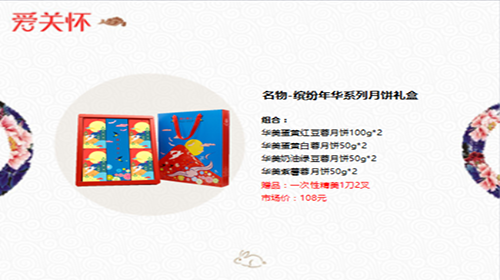 爱关怀
名物-缤纷年华系列月饼礼盒
组合：
华美蛋黄红豆蓉月饼100g*2
华美蛋黄白蓉月饼50g*2
华美奶油绿豆蓉月饼50g*2
华美紫薯蓉月饼50g*2
赠品：一次性精美1刀2叉
市场价：108元